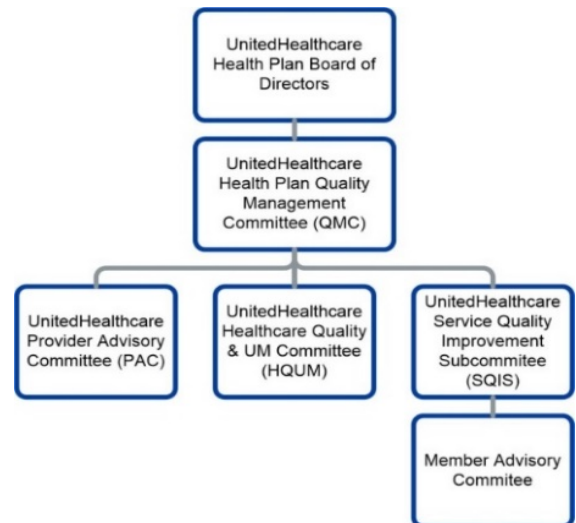 UnitedHealthcare
Health Plan Board of
Directors
UnitedHealthcare
Health Plan Quality
Management
Committee (QMC)
UnitedHealthcare
Provider Advisory
Committee (PAC)
UnitedHealthcare
Healthcare Quality
& UM Committee
(HQUM)
UnitedHealthcare
Service Quality
Improvement
Subcommitee
(SQIS)
Member Advisory
Commitee